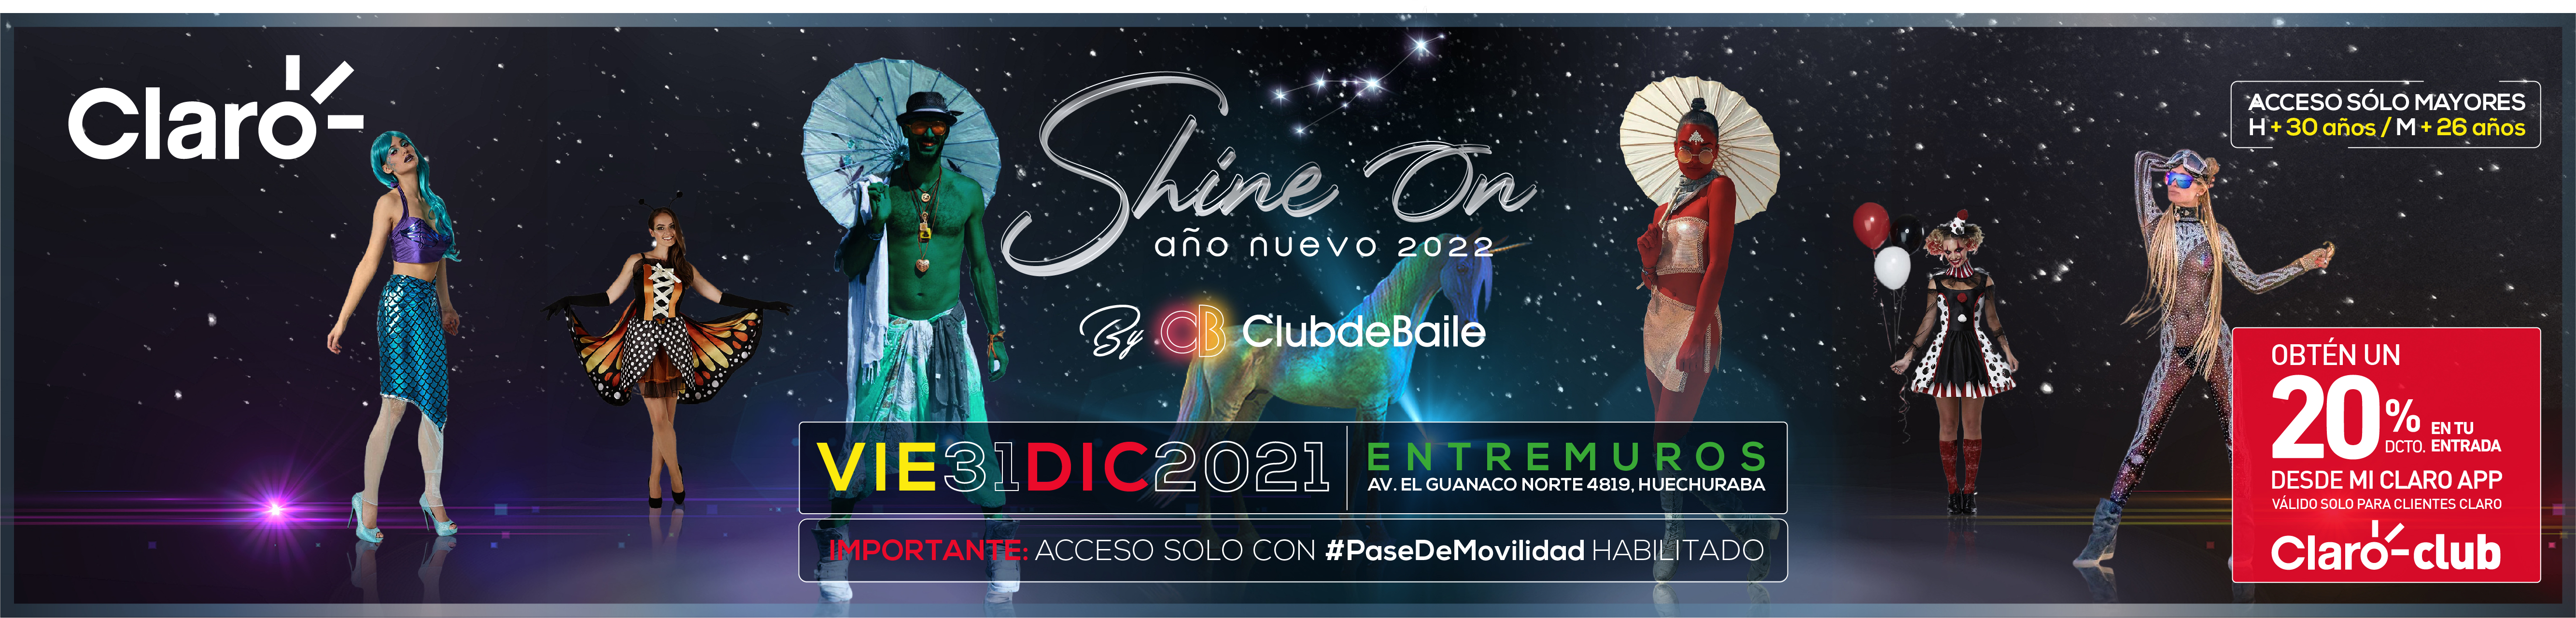 Claro
Shine On
año nuevo 2022
By CB ClubdeBaile
ACCESO SÓLO MAYORES
H + 30 años / M + 26 años
VIE31DIC2021
ENTREMUROS
AV. EL GUANACO NORTE 4819, HUECHURABA
IMPORTANTE: ACCESO SOLO CON #PaseDeMovilidad HABILITADO
OBTÉN UN
20% DCTO. EN TU ENTRADA
DESDE MI CLARO APP
VÁLIDO SOLO PARA CLIENTES CLARO
Claro-club